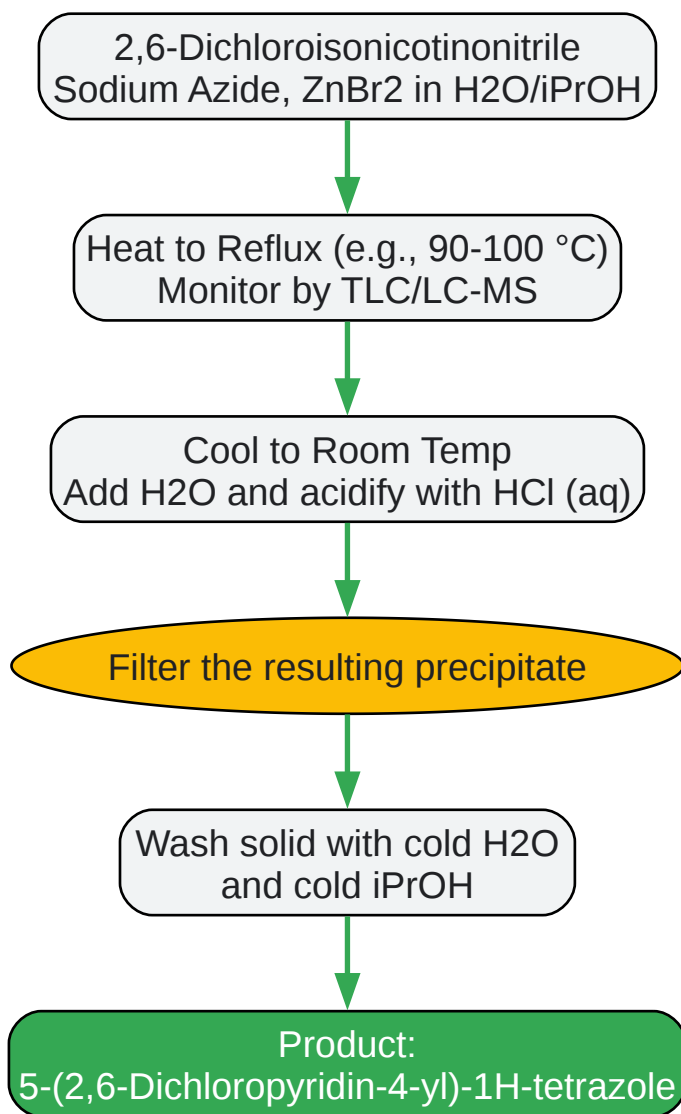 2,6-Dichloroisonicotinonitrile
Sodium Azide, ZnBr2 in H2O/iPrOH
Heat to Reflux (e.g., 90-100 °C)
Monitor by TLC/LC-MS
Cool to Room Temp
Add H2O and acidify with HCl (aq)
Filter the resulting precipitate
Wash solid with cold H2O
and cold iPrOH
Product:
5-(2,6-Dichloropyridin-4-yl)-1H-tetrazole